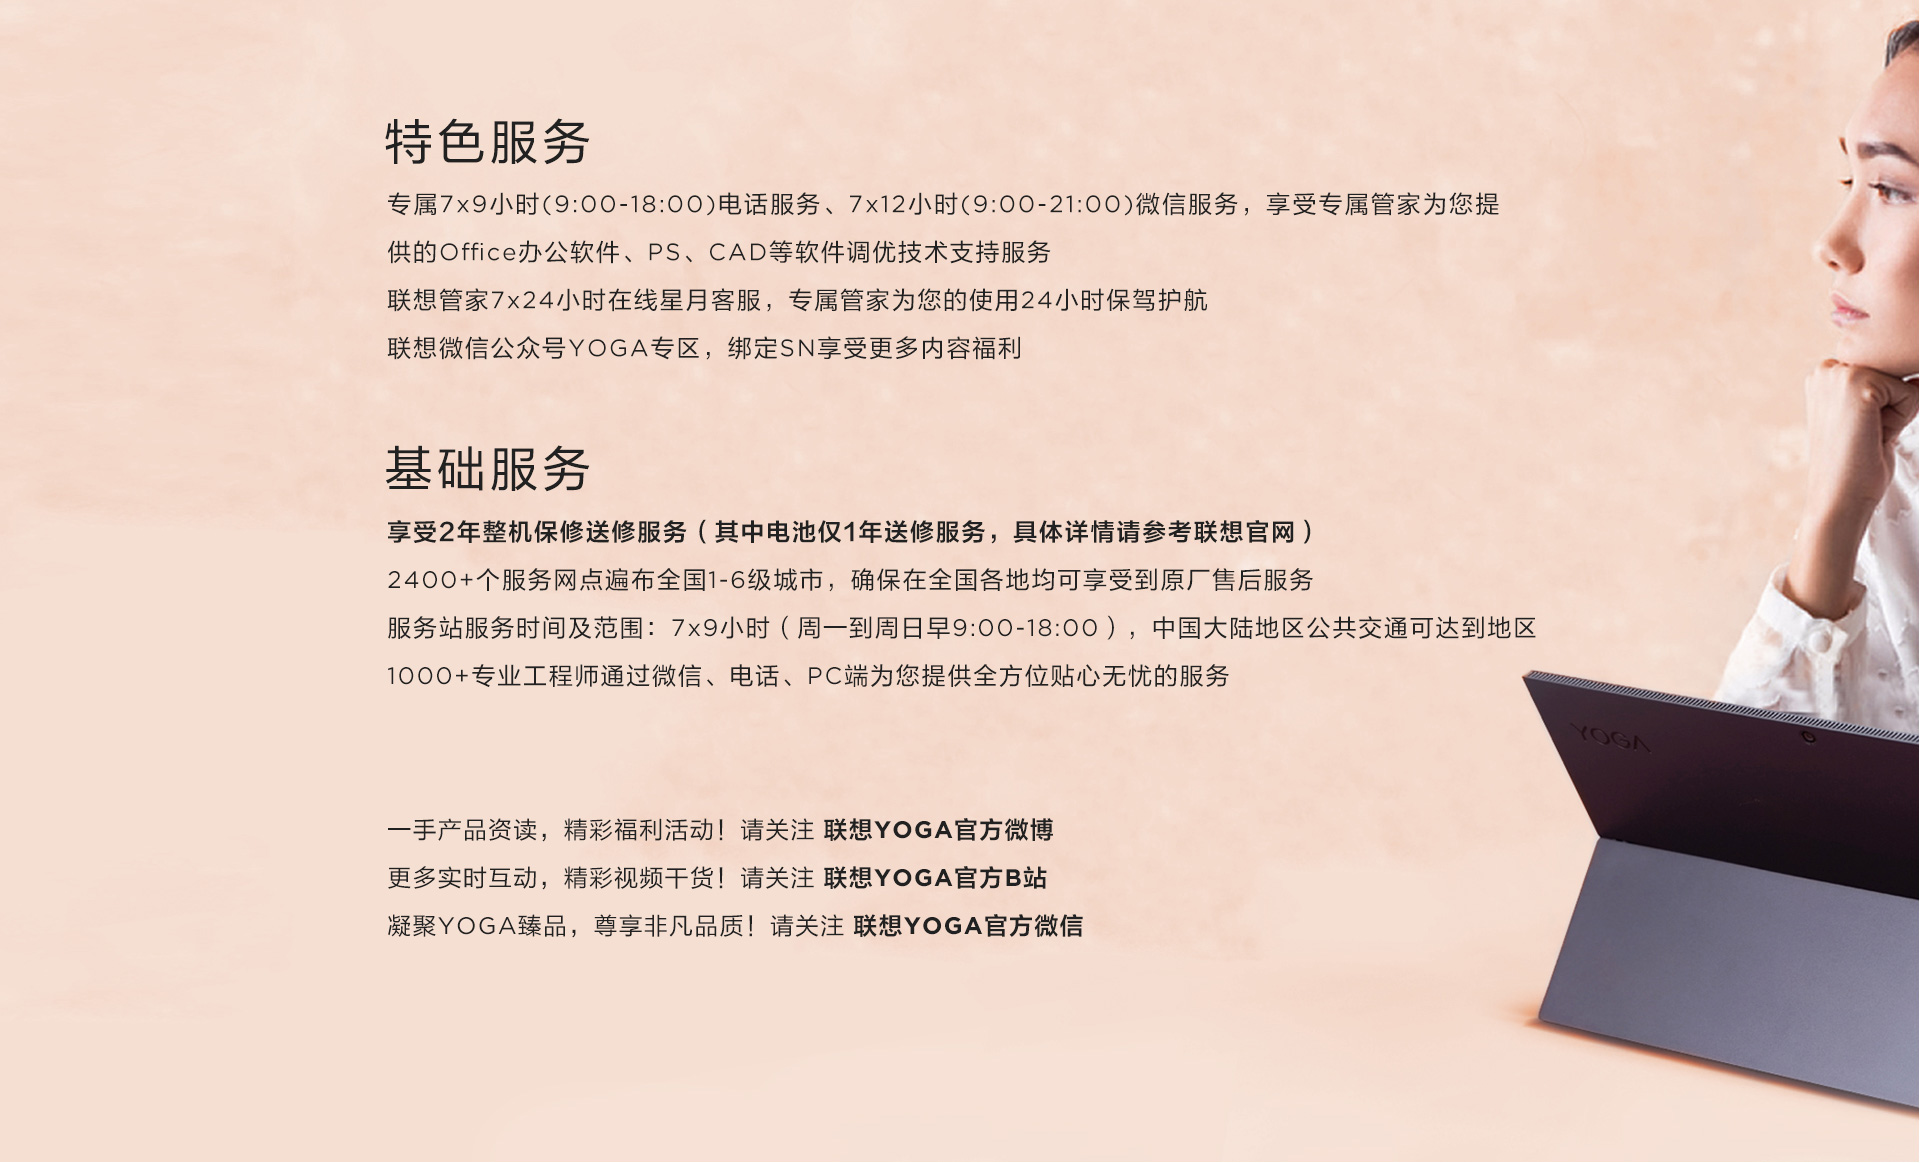 特色服务
专属7x9小时(9:00-18:00)电话服务、7x12小时(9:00-21:00)微信服务，享受专属管家为您提
供的Office办公软件、PS、CAD等软件调优技术支持服务
联想管家7x24小时在线星月客服，专属管家为您的使用24小时保驾护航
联想微信公众号YOGA专区，绑定SN享受更多内容福利
基础服务
享受2年整机保修送修服务（其中电池仅1年送修服务，具体详情请参考联想官网）
2400+个服务网点遍布全国1-6级城市，确保在全国各地均可享受到原厂售后服务
服务站服务时间及范围：7x9小时（周一到周日早9:00-18:00），中国大陆地区公共交通可达到地区
1000+专业工程师通过微信、电话、PC端为您提供全方位贴心无忧的服务
YOGA
一手产品资读，精彩福利活动！请关注 联想YOGA官方微博
更多实时互动，精彩视频干货！请关注 联想YOGA官方B站
凝聚YOGA臻品，尊享非凡品质！请关注 联想YOGA官方微信